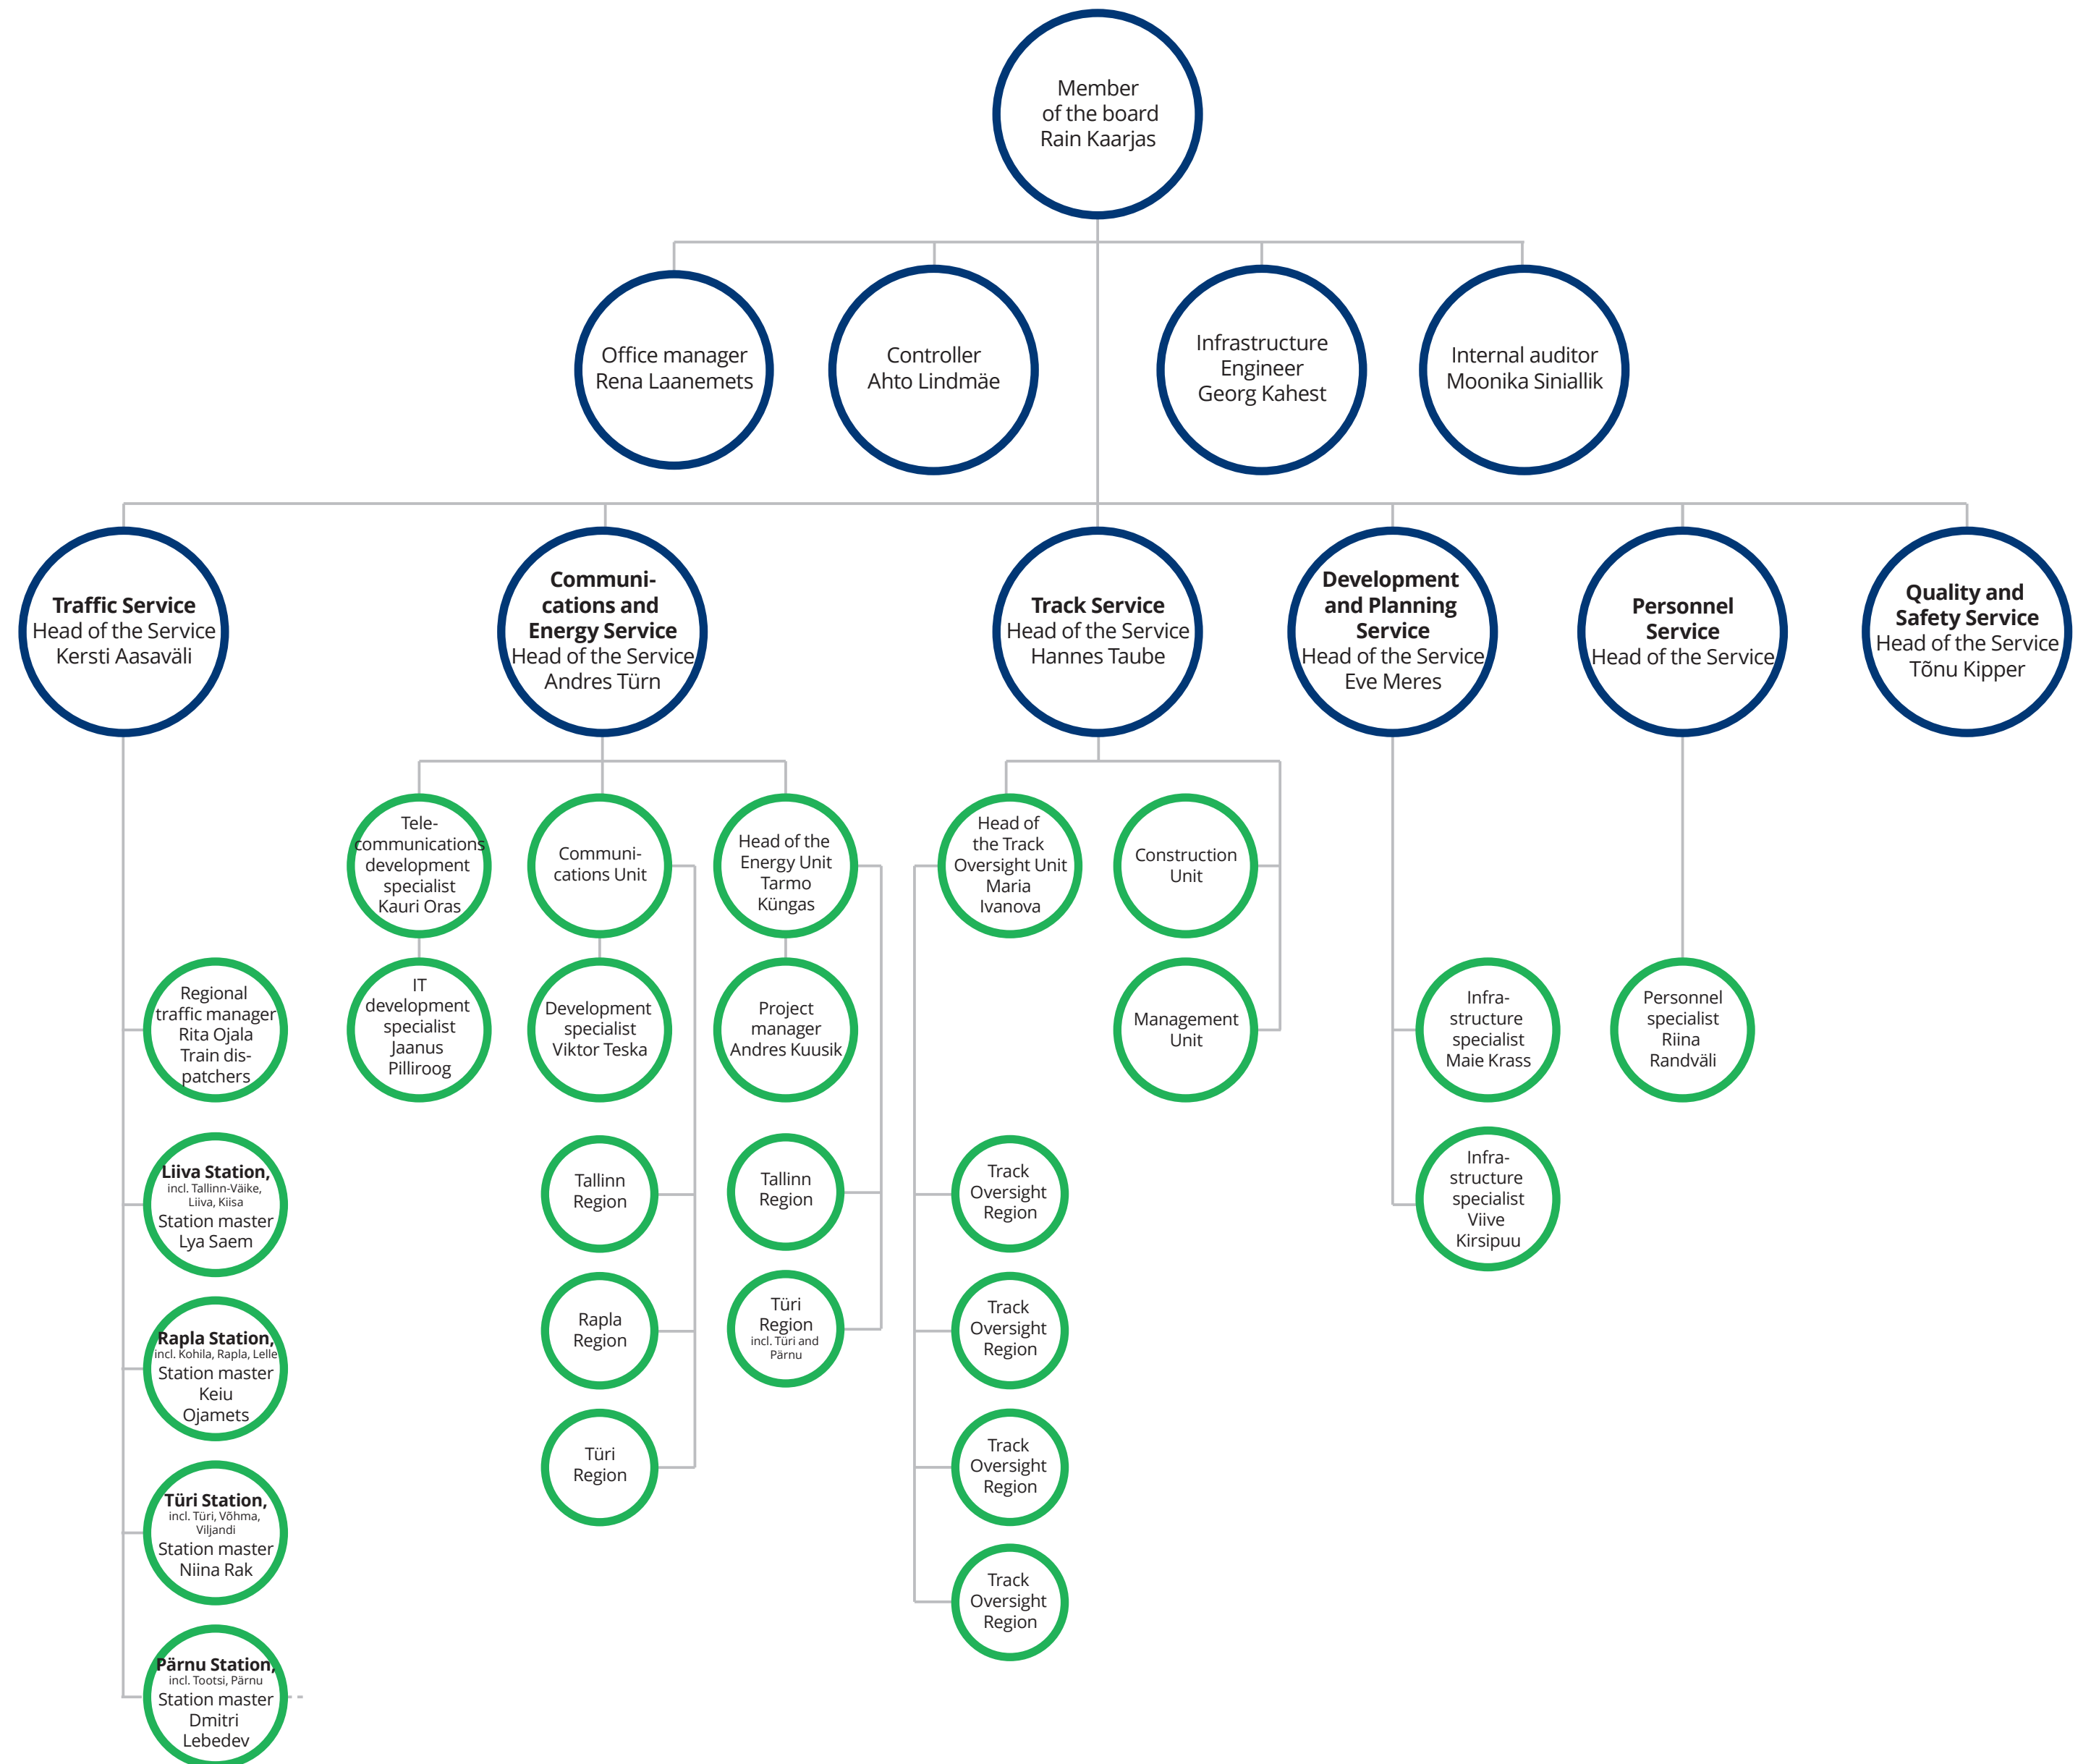 Member
of the board
Rain Kaarjas
Office manager
Rena Laanemets
Controller
Ahto Lindmäe
Infrastructure
Engineer
Georg Kahest
Internal auditor
Moonika Siniallik
Traffic Service
Head of the Service
Kersti Aasaväli
Communi-
cations and
Energy Service
Head of the Service
Andres Türn
Track Service
Head of the Service
Hannes Taube
Development
and Planning
Service
Head of the Service
Eve Meres
Personnel
Service
Head of the Service
Quality and
Safety Service
Head of the Service
Tõnu Kipper
Tele-
communications
development
specialist
Kauri Oras
Communi-
cations Unit
Head of the
Energy Unit
Tarmo
Küngas
Head of
the Track
Oversight Unit
Maria
Ivanova
Construction
Unit
Regional
traffic manager
Rita Ojala
Train dis-
patchers
IT
development
specialist
Jaanus
Pilliroog
Development
specialist
Viktor Teska
Project
manager
Andres Kuusik
Management
Unit
Infra-
structure
specialist
Maie Krass
Personnel
specialist
Riina
Randväli
Liiva Station,
incl. Tallinn-Väike,
Liiva, Kiisa
Station master
Lya Saem
Tallinn
Region
Tallinn
Region
Track
Oversight
Region
Infra-
structure
specialist
Viive
Kirsipuu
Rapla Station,
incl. Kohila, Rapla, Lelle
Station master
Keiu
Ojamets
Rapla
Region
Türi
Region
incl. Türi and
Pärnu
Track
Oversight
Region
Türi Station,
incl. Türi, Võhma,
Viljandi
Station master
Niina Rak
Türi
Region
Track
Oversight
Region
Track
Oversight
Region
Pärnu Station,
incl. Tootsi, Pärnu
Station master
Dmitri
Lebedev